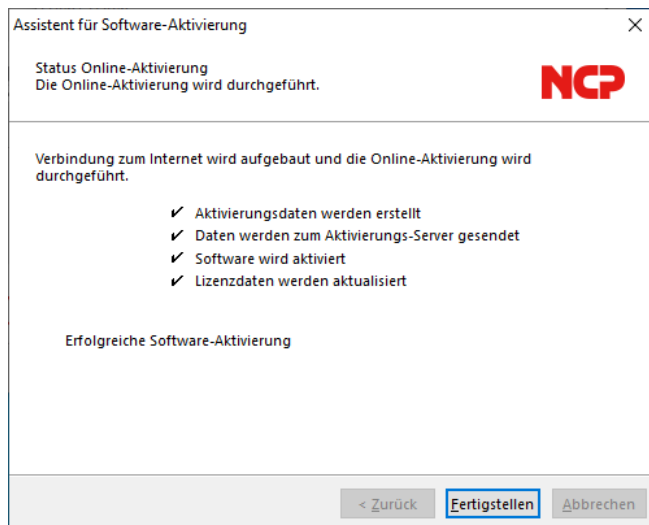 Assistent für Software-Aktivierung
Status Online-Aktivierung
Die Online-Aktivierung wird durchgeführt.
NCP
Verbindung zum Internet wird aufgebaut und die Online-Aktivierung wird
durchgeführt.
✔ Aktivierungsdaten werden erstellt
✔ Daten werden zum Aktivierungs-Server gesendet
✔ Software wird aktiviert
✔ Lizenzdaten werden aktualisiert
Erfolgreiche Software-Aktivierung
< Zurück Fertigstellen Abbrechen